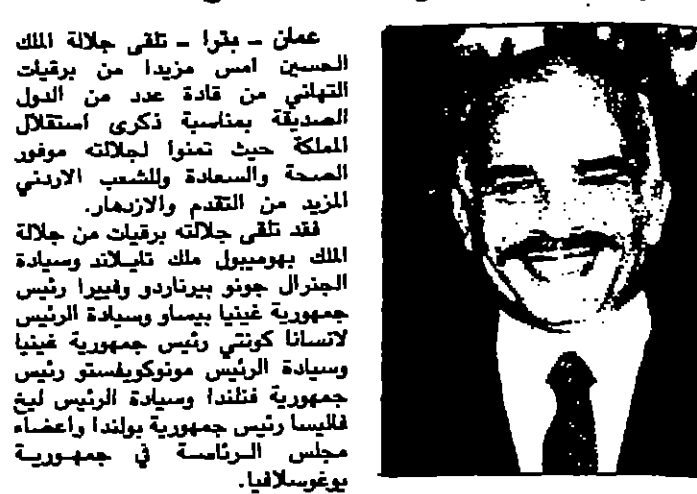 عمان ـ بترا ـ تلقى جلالة الملك
الحسين امس مزيدا من برقيات
التهاني من قادة عدد من الدول
الصديقة بمناسبة ذكرى استقلال
المملكة حيث تمنوا لجلالته موفور
الصحة والسعادة وللشعب الاردني
المزيد من التقدم والازدهار.
فقد تلقى جلالته برقيات من جلالة
الملك بهوميبول ملك تايلاند وسيادة
الجنرال جونو بيرناردو وفييرا رئيس
جمهورية غينيا بيساو وسيادة الرئيس
لانسانا كونتي رئيس جمهورية غينيا
وسيادة الرئيس مونوكويفستو رئيس
جمهورية فنلندا وسيادة الرئيس ليخ
فاليسا رئيس جمهورية بولندا واعضاء
مجلس الرئاسة في جمهورية
يوغوسلافيا.